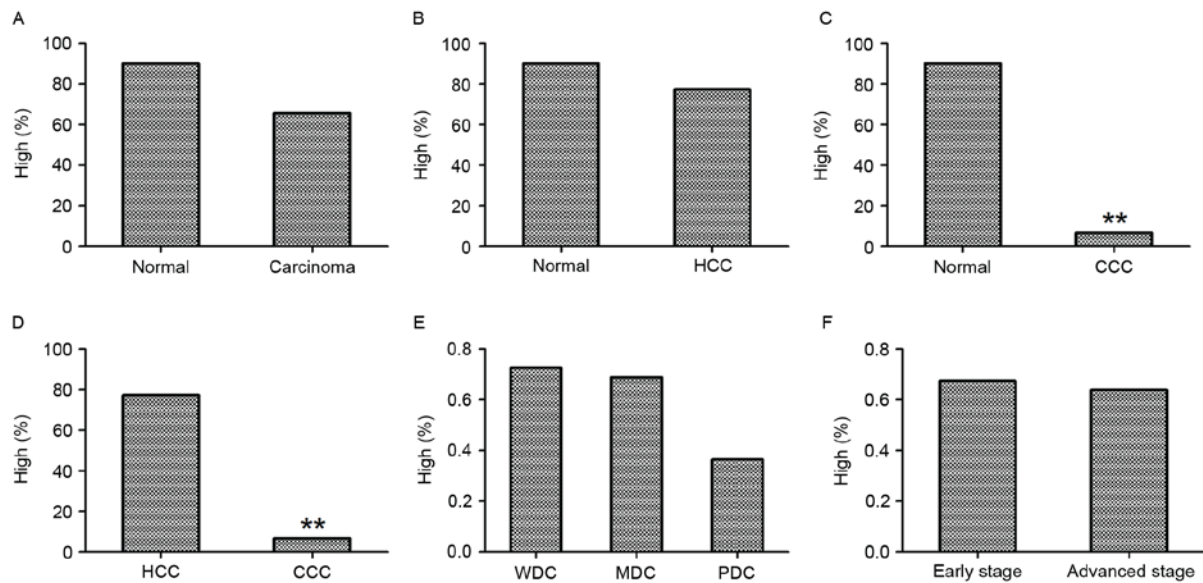 A
High (%)
100
80
60
40
20
0
Normal
Carcinoma
B
High (%)
100
80
60
40
20
0
Normal
HCC
C
High (%)
100
80
60
40
20
0
**
Normal
CCC
D
High (%)
100
80
60
40
20
0
**
HCC
CCC
E
High (%)
0.8
0.6
0.4
0.2
0.0
WDC
MDC
PDC
F
High (%)
0.8
0.6
0.4
0.2
0.0
Early stage
Advanced stage